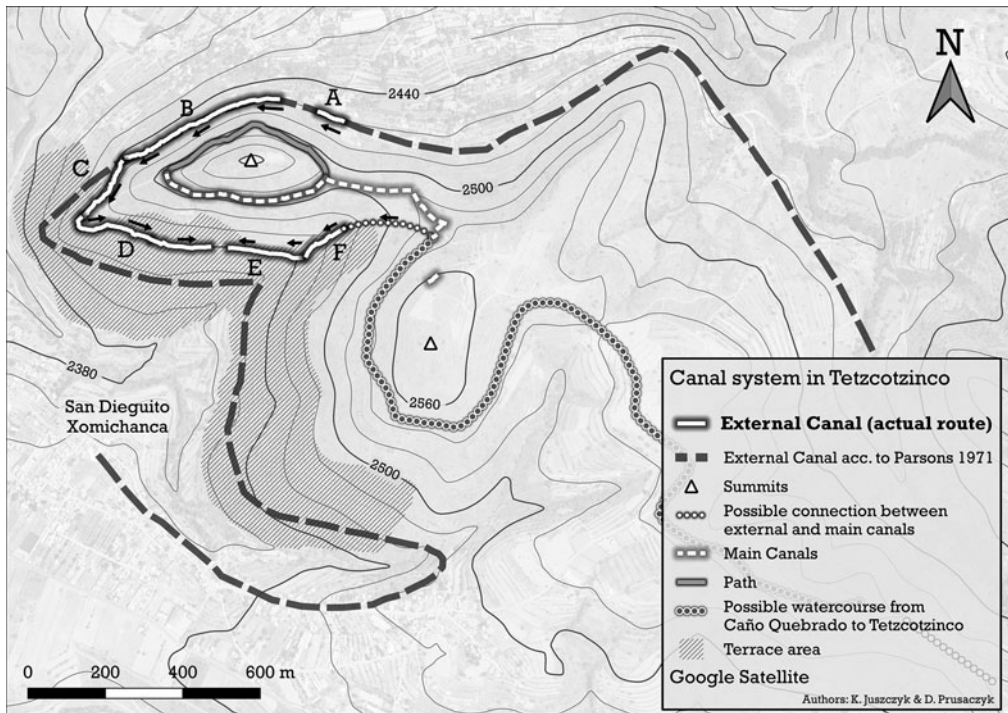 N
2440
A
B
2500
C
D
E
F
2380
San Dieguito
Xomichanca
2560
2500
0 200 400 600 m
Canal system in Tetzcotzinco
External Canal (actual route)
External Canal acc. to Parsons 1971
Summits
Possible connection between
external and main canals
Main Canals
Path
Possible watercourse from
Caño Quebrado to Tetzcotzinco
Terrace area
Google Satellite
Authors: K. Juszczyk & D. Prusaczyk